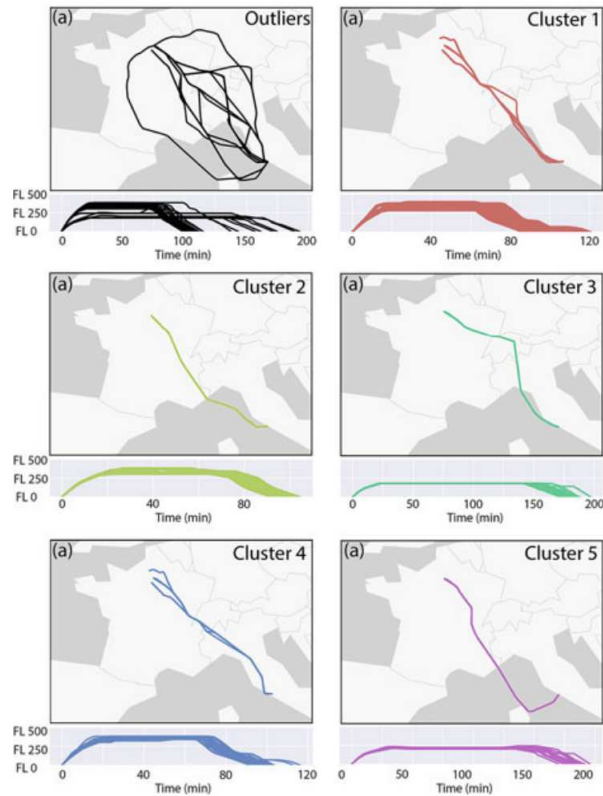 (a) Outliers
FL 500
FL 250
FL 0
0 50 100 150 200
Time (min)
(a) Cluster 1
40 80 120
Time (min)
(a) Cluster 2
FL 500
FL 250
FL 0
0 40 80
Time (min)
(a) Cluster 3
0 50 100 150 200
Time (min)
(a) Cluster 4
FL 500
FL 250
FL 0
0 40 80 120
Time (min)
(a) Cluster 5
0 50 100 150 200
Time (min)